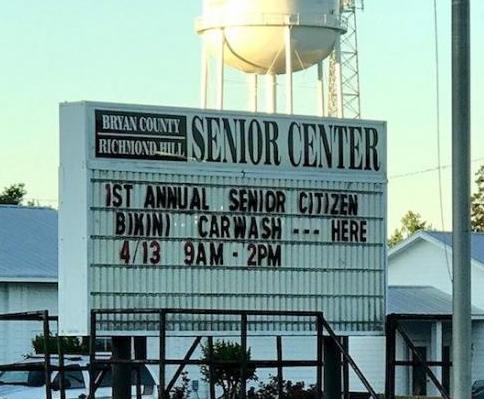 BRYAN COUNTY
RICHMOND HILL
SENIOR CENTER
1ST ANNUAL SENIOR CITIZEN
BIKINI CARWASH --- HERE
4/13 9AM - 2PM